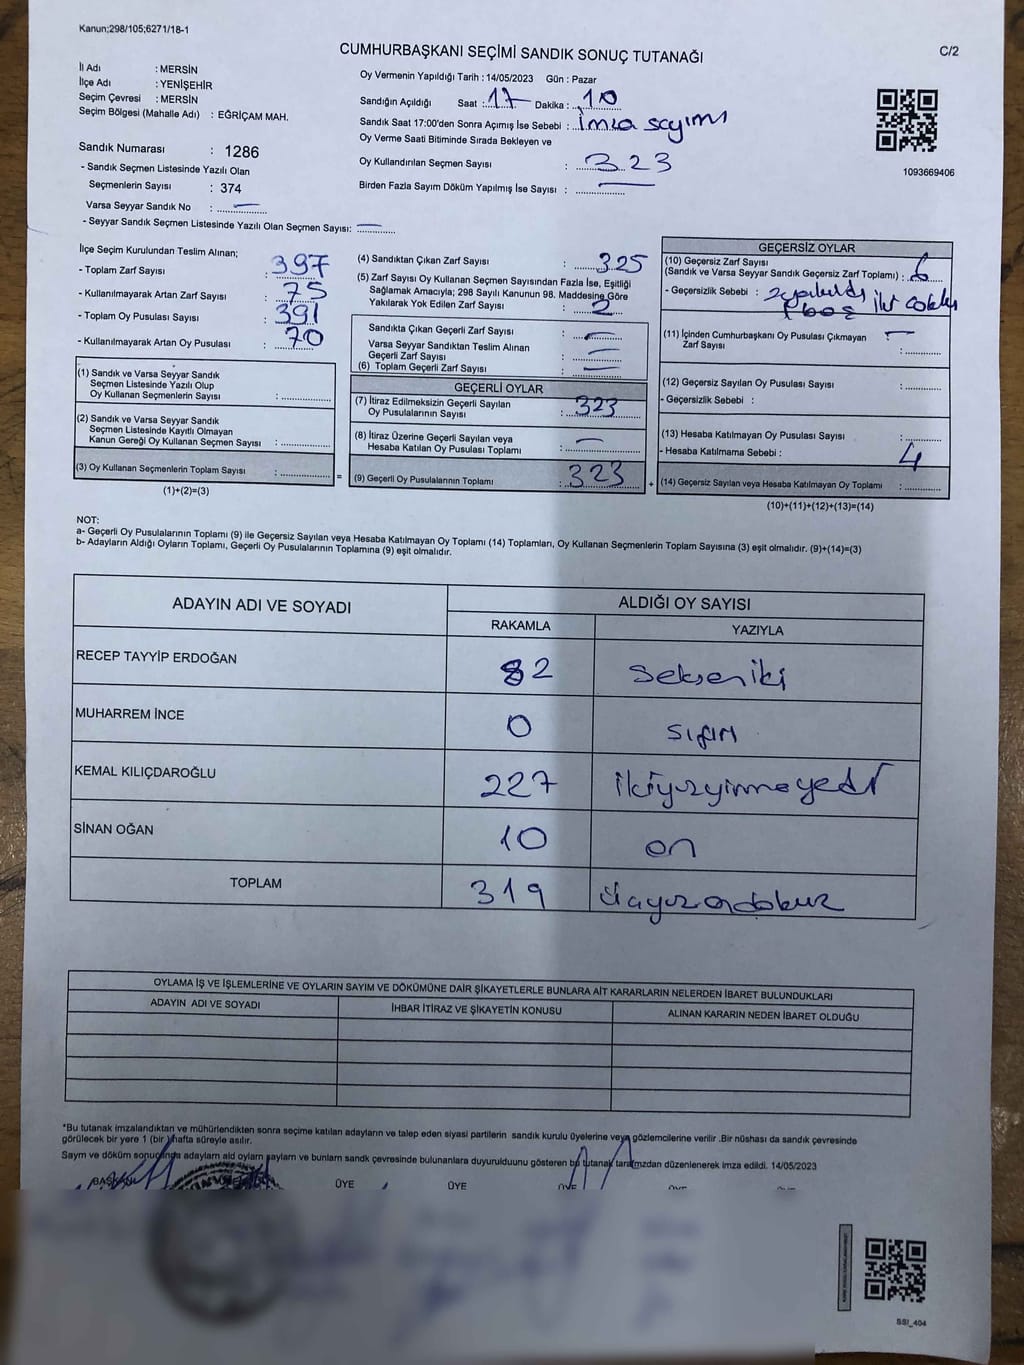 Kanun;298/105;6271/18-1
C/2
CUMHURBAŞKANI SEÇİMİ SANDIK SONUÇ TUTANAĞI
İl Adı : MERSİN
İlçe Adı : YENİŞEHİR
Seçim Çevresi : MERSİN
Seçim Bölgesi (Mahalle Adı) : EĞRİÇAM MAH.
Sandık Numarası : 1286
- Sandık Seçmen Listesinde Yazılı Olan
Seçmenlerin Sayısı : 374
Varsa Seyyar Sandık No : —
- Seyyar Sandık Seçmen Listesinde Yazılı Olan Seçmen Sayısı: —
Oy Vermenin Yapıldığı Tarih : 14/05/2023 Gün : Pazar
Sandığın Açıldığı Saat : 17 Dakika : 10
Sandık Saat 17:00'den Sonra Açımış İse Sebebi : imza sayımı
Oy Verme Saati Bitiminde Sırada Bekleyen ve
Oy Kullandırılan Seçmen Sayısı : 323
Birden Fazla Sayım Döküm Yapılmış İse Sayısı : —
1093669406
İlçe Seçim Kurulundan Teslim Alınan;
- Toplam Zarf Sayısı : 397
- Kullanılmayarak Artan Zarf Sayısı : 75
- Toplam Oy Pusulası Sayısı : 391
- Kullanılmayarak Artan Oy Pusulası : 70
(1) Sandık ve Varsa Seyyar Sandık
Seçmen Listesinde Yazılı Olup
Oy Kullanan Seçmenlerin Sayısı :
(2) Sandık ve Varsa Seyyar Sandık
Seçmen Listesinde Kayıtlı Olmayan
Kanun Gereği Oy Kullanan Seçmen Sayısı :
(3) Oy Kullanan Seçmenlerin Toplam Sayısı :
(1)+(2)=(3)
(4) Sandıktan Çıkan Zarf Sayısı : 325
(5) Zarf Sayısı Oy Kullanan Seçmen Sayısından Fazla İse, Eşitliği
Sağlamak Amacıyla; 298 Sayılı Kanunun 98. Maddesine Göre
Yakılarak Yok Edilen Zarf Sayısı : 2
Sandıkta Çıkan Geçerli Zarf Sayısı : —
Varsa Seyyar Sandıktan Teslim Alınan
Geçerli Zarf Sayısı : —
(6) Toplam Geçerli Zarf Sayısı : —
GEÇERLİ OYLAR
(7) İtiraz Edilmeksizin Geçerli Sayılan
Oy Pusulalarının Sayısı : 323
(8) İtiraz Üzerine Geçerli Sayılan veya
Hesaba Katılan Oy Pusulası Toplamı : —
= (9) Geçerli Oy Pusulalarının Toplamı : 323 +
GEÇERSİZ OYLAR
(10) Geçersiz Zarf Sayısı
(Sandık ve Varsa Seyyar Sandık Geçersiz Zarf Toplamı) : 6
- Geçersizlik Sebebi : 2 yakıldı
boş
(11) İçinden Cumhurbaşkanı Oy Pusulası Çıkmayan
Zarf Sayısı : —
(12) Geçersiz Sayılan Oy Pusulası Sayısı :
- Geçersizlik Sebebi :
(13) Hesaba Katılmayan Oy Pusulası Sayısı :
- Hesaba Katılmama Sebebi : 4
(14) Geçersiz Sayılan veya Hesaba Katılmayan Oy Toplamı :
(10)+(11)+(12)+(13)=(14)
NOT:
a- Geçerli Oy Pusulalarının Toplamı (9) ile Geçersiz Sayılan veya Hesaba Katılmayan Oy Toplamı (14) Toplamları, Oy Kullanan Seçmenlerin Toplam Sayısına (3) eşit olmalıdır. (9)+(14)=(3)
b- Adayların Aldığı Oyların Toplamı, Geçerli Oy Pusulalarının Toplamına (9) eşit olmalıdır.
ADAYIN ADI VE SOYADI ALDIĞI OY SAYISI
RAKAMLA YAZIYLA
RECEP TAYYİP ERDOĞAN 82 Sekseniki
MUHARREM İNCE 0 sıfır
KEMAL KILIÇDAROĞLU 227 ikiyuzyirmayedi
SİNAN OĞAN 10 on
TOPLAM 319 üçyüzondokuz
OYLAMA İŞ VE İŞLEMLERİNE VE OYLARIN SAYIM VE DÖKÜMÜNE DAİR ŞİKAYETLERLE BUNLARA AİT KARARLARIN NELERDEN İBARET BULUNDUKLARI
ADAYIN ADI VE SOYADI İHBAR İTİRAZ VE ŞİKAYETİN KONUSU ALINAN KARARIN NEDEN İBARET OLDUĞU
*Bu tutanak imzalandıktan ve mühürlendikten sonra seçime katılan adayların ve talep eden siyasi partilerin sandık kurulu üyelerine veya gözlemcilerine verilir .Bir nüshası da sandık çevresinde
görülecek bir yere 1 (bir )hafta süreyle asılır.
Sayım ve döküm sonuçında adayların ald oyların sayların ve bunların sandk çevresinde bulunanlara duyurulduunu gösteren bu tutanak tarafmzdan düzenlenerek imza edildi. 14/05/2023
BAŞKAN ÜYE ÜYE ÜYE ÜYE
SSI_404